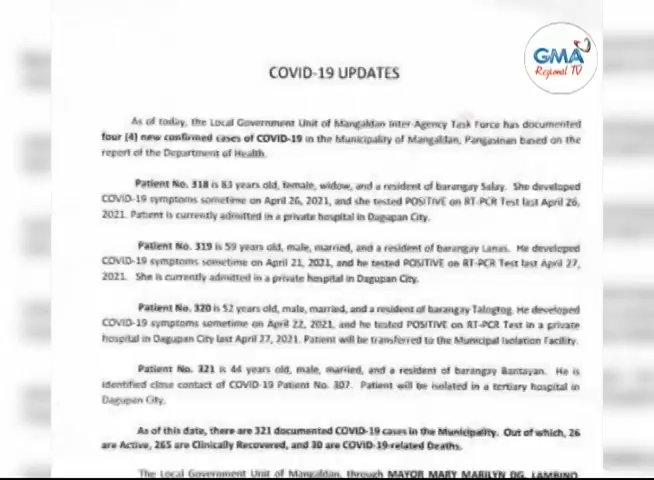 GMA
Regional TV
COVID-19 UPDATES
As of today, the Local Government Unit of Mangaldan Inter-Agency Task Force has documented
four (4) new confirmed cases of COVID-19 in the Municipality of Mangaldan, Pangasinan based on the
report of the Department of Health.
Patient No. 318 is 83 years old, female, widow, and a resident of barangay Salay. She developed
COVID-19 symptoms sometime on April 26, 2021, and she tested POSITIVE on RT-PCR Test last April 26,
2021. Patient is currently admitted in a private hospital in Dagupan City.
Patient No. 319 is 59 years old, male, married, and a resident of barangay Lanas. He developed
COVID-19 symptoms sometime on April 21, 2021, and he tested POSITIVE on RT-PCR Test last April 27,
2021. She is currently admitted in a private hospital in Dagupan City.
Patient No. 320 is 52 years old, male, married, and a resident of barangay Talogtog. He developed
COVID-19 symptoms sometime on April 22, 2021, and he tested POSITIVE on RT-PCR Test in a private
hospital in Dagupan City last April 27, 2021. Patient will be transferred to the Municipal Isolation Facility.
Patient No. 321 is 44 years old, male, married, and a resident of barangay Bantayan. He is
identified close contact of COVID-19 Patient No. 307. Patient will be isolated in a tertiary hospital in
Dagupan City.
As of this date, there are 321 documented COVID-19 cases in the Municipality. Out of which, 26
are Active, 265 are Clinically Recovered, and 30 are COVID-19-related Deaths.
The Local Government Unit of Mangaldan, through MAYOR MARY MARILYN DG. LAMBINO